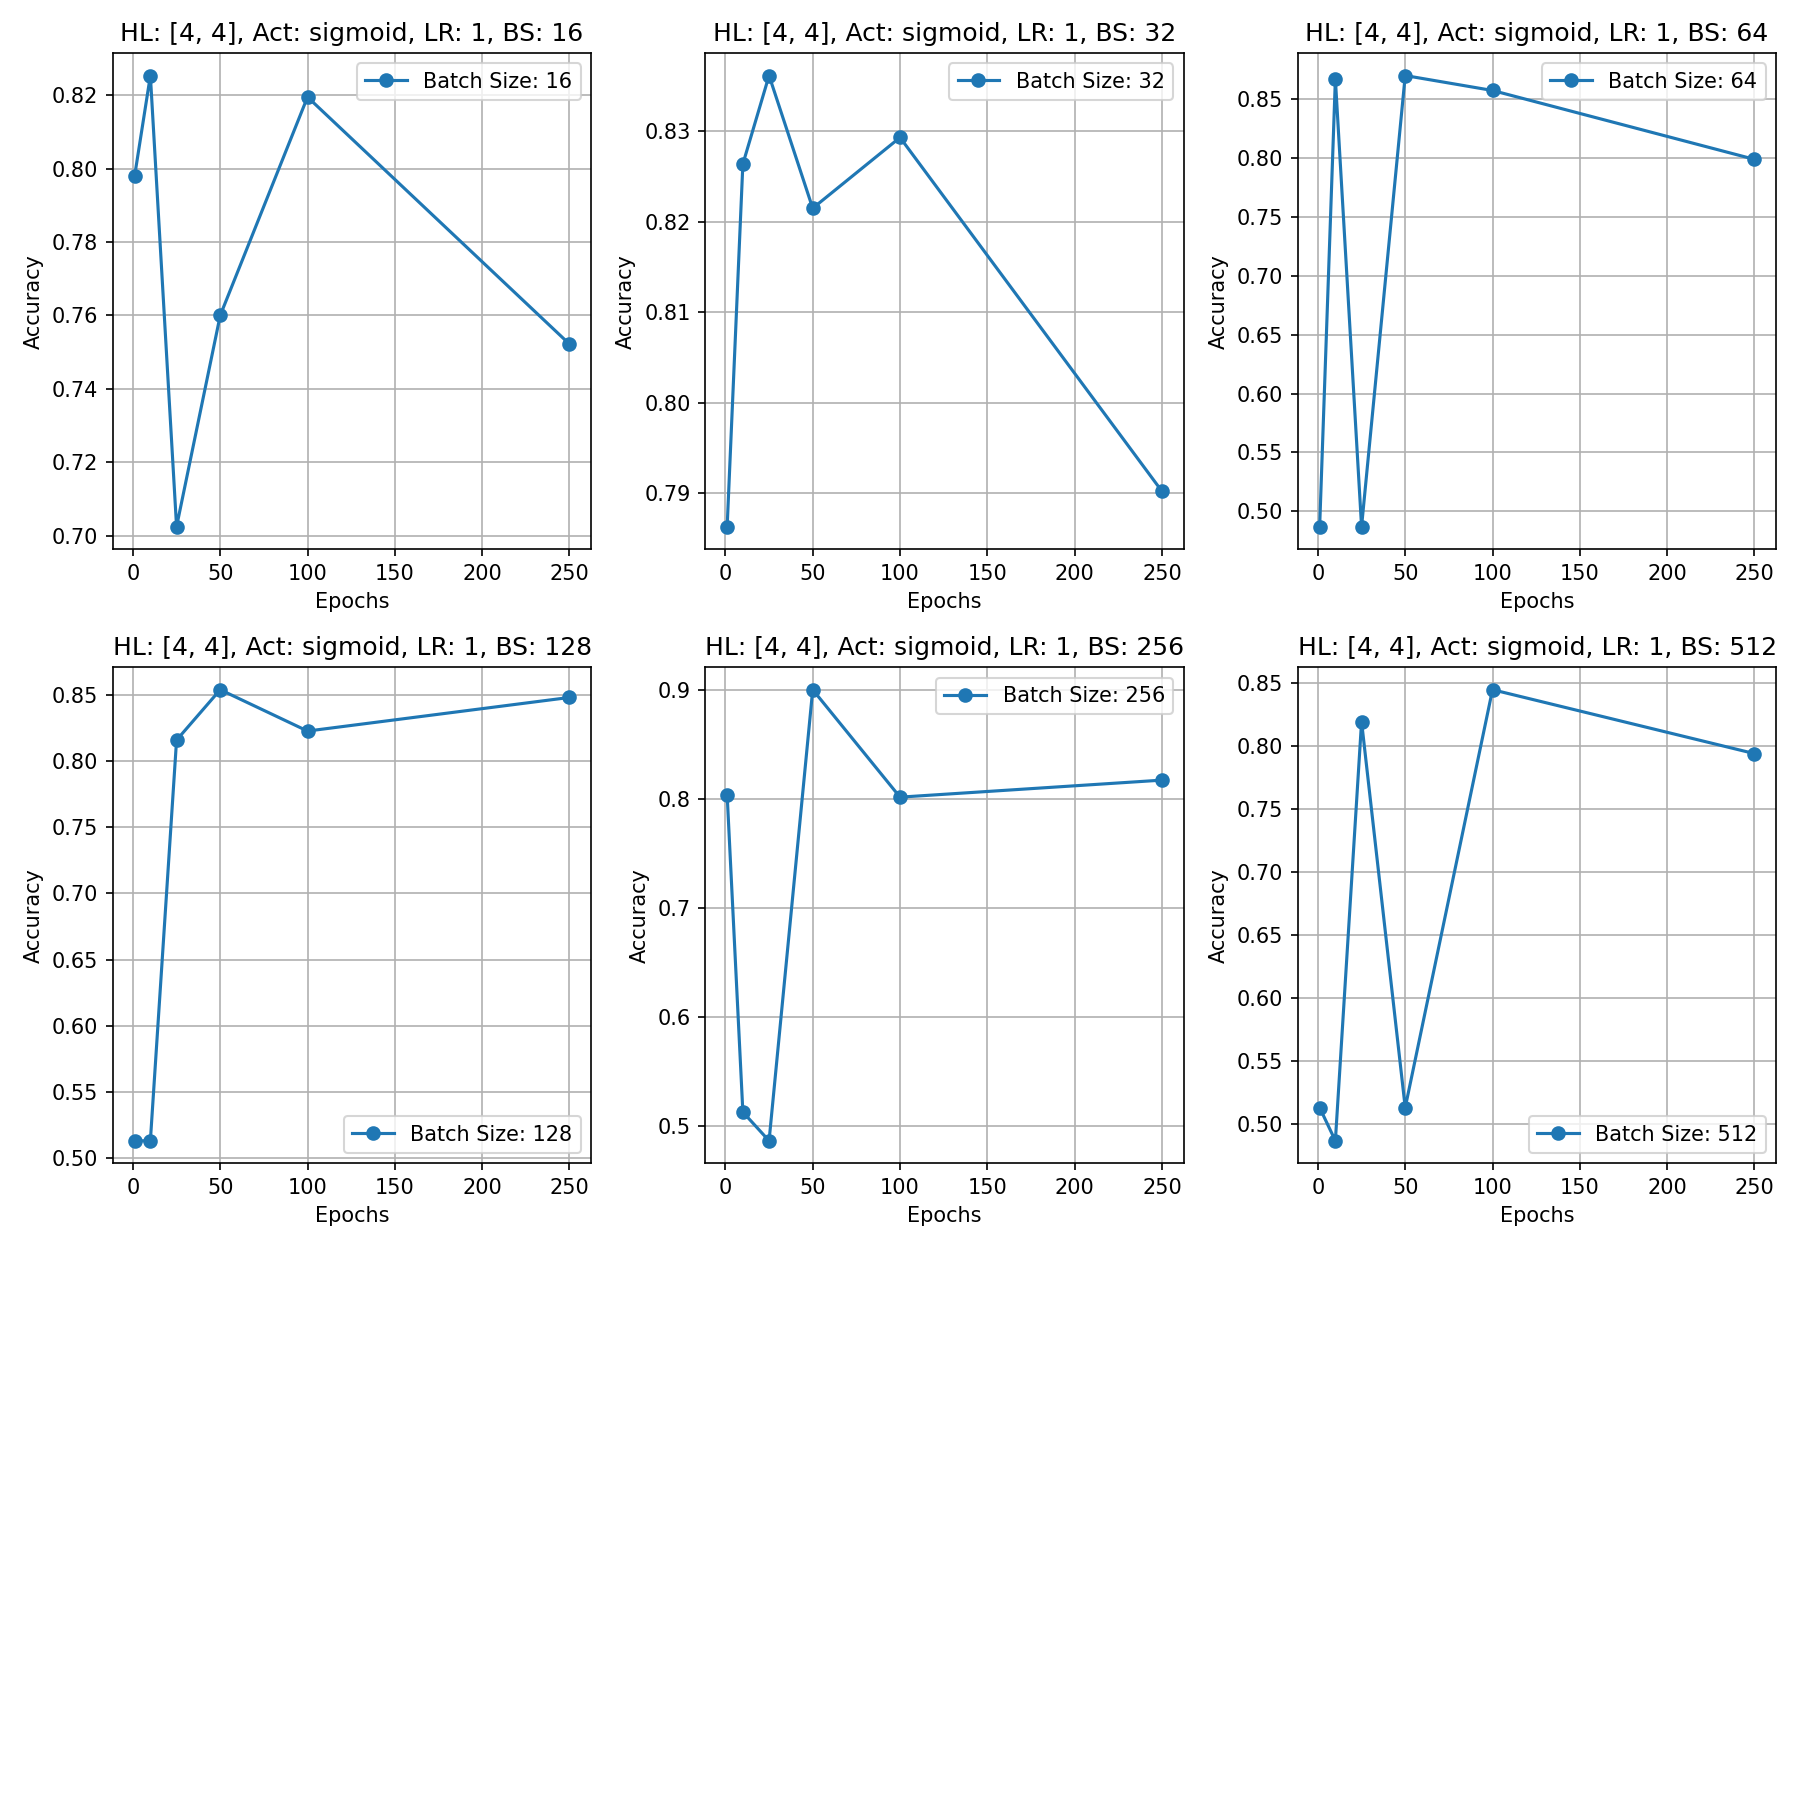 HL: [4, 4], Act: sigmoid, LR: 1, BS: 16
Batch Size: 16
Accuracy
0.82
0.80
0.78
0.76
0.74
0.72
0.70
0 50 100 150 200 250
Epochs
HL: [4, 4], Act: sigmoid, LR: 1, BS: 32
Batch Size: 32
Accuracy
0.83
0.82
0.81
0.80
0.79
0 50 100 150 200 250
Epochs
HL: [4, 4], Act: sigmoid, LR: 1, BS: 64
Batch Size: 64
Accuracy
0.85
0.80
0.75
0.70
0.65
0.60
0.55
0.50
0 50 100 150 200 250
Epochs
HL: [4, 4], Act: sigmoid, LR: 1, BS: 128
Accuracy
0.85
0.80
0.75
0.70
0.65
0.60
0.55
0.50
Batch Size: 128
0 50 100 150 200 250
Epochs
HL: [4, 4], Act: sigmoid, LR: 1, BS: 256
Batch Size: 256
Accuracy
0.9
0.8
0.7
0.6
0.5
0 50 100 150 200 250
Epochs
HL: [4, 4], Act: sigmoid, LR: 1, BS: 512
Accuracy
0.85
0.80
0.75
0.70
0.65
0.60
0.55
0.50
Batch Size: 512
0 50 100 150 200 250
Epochs